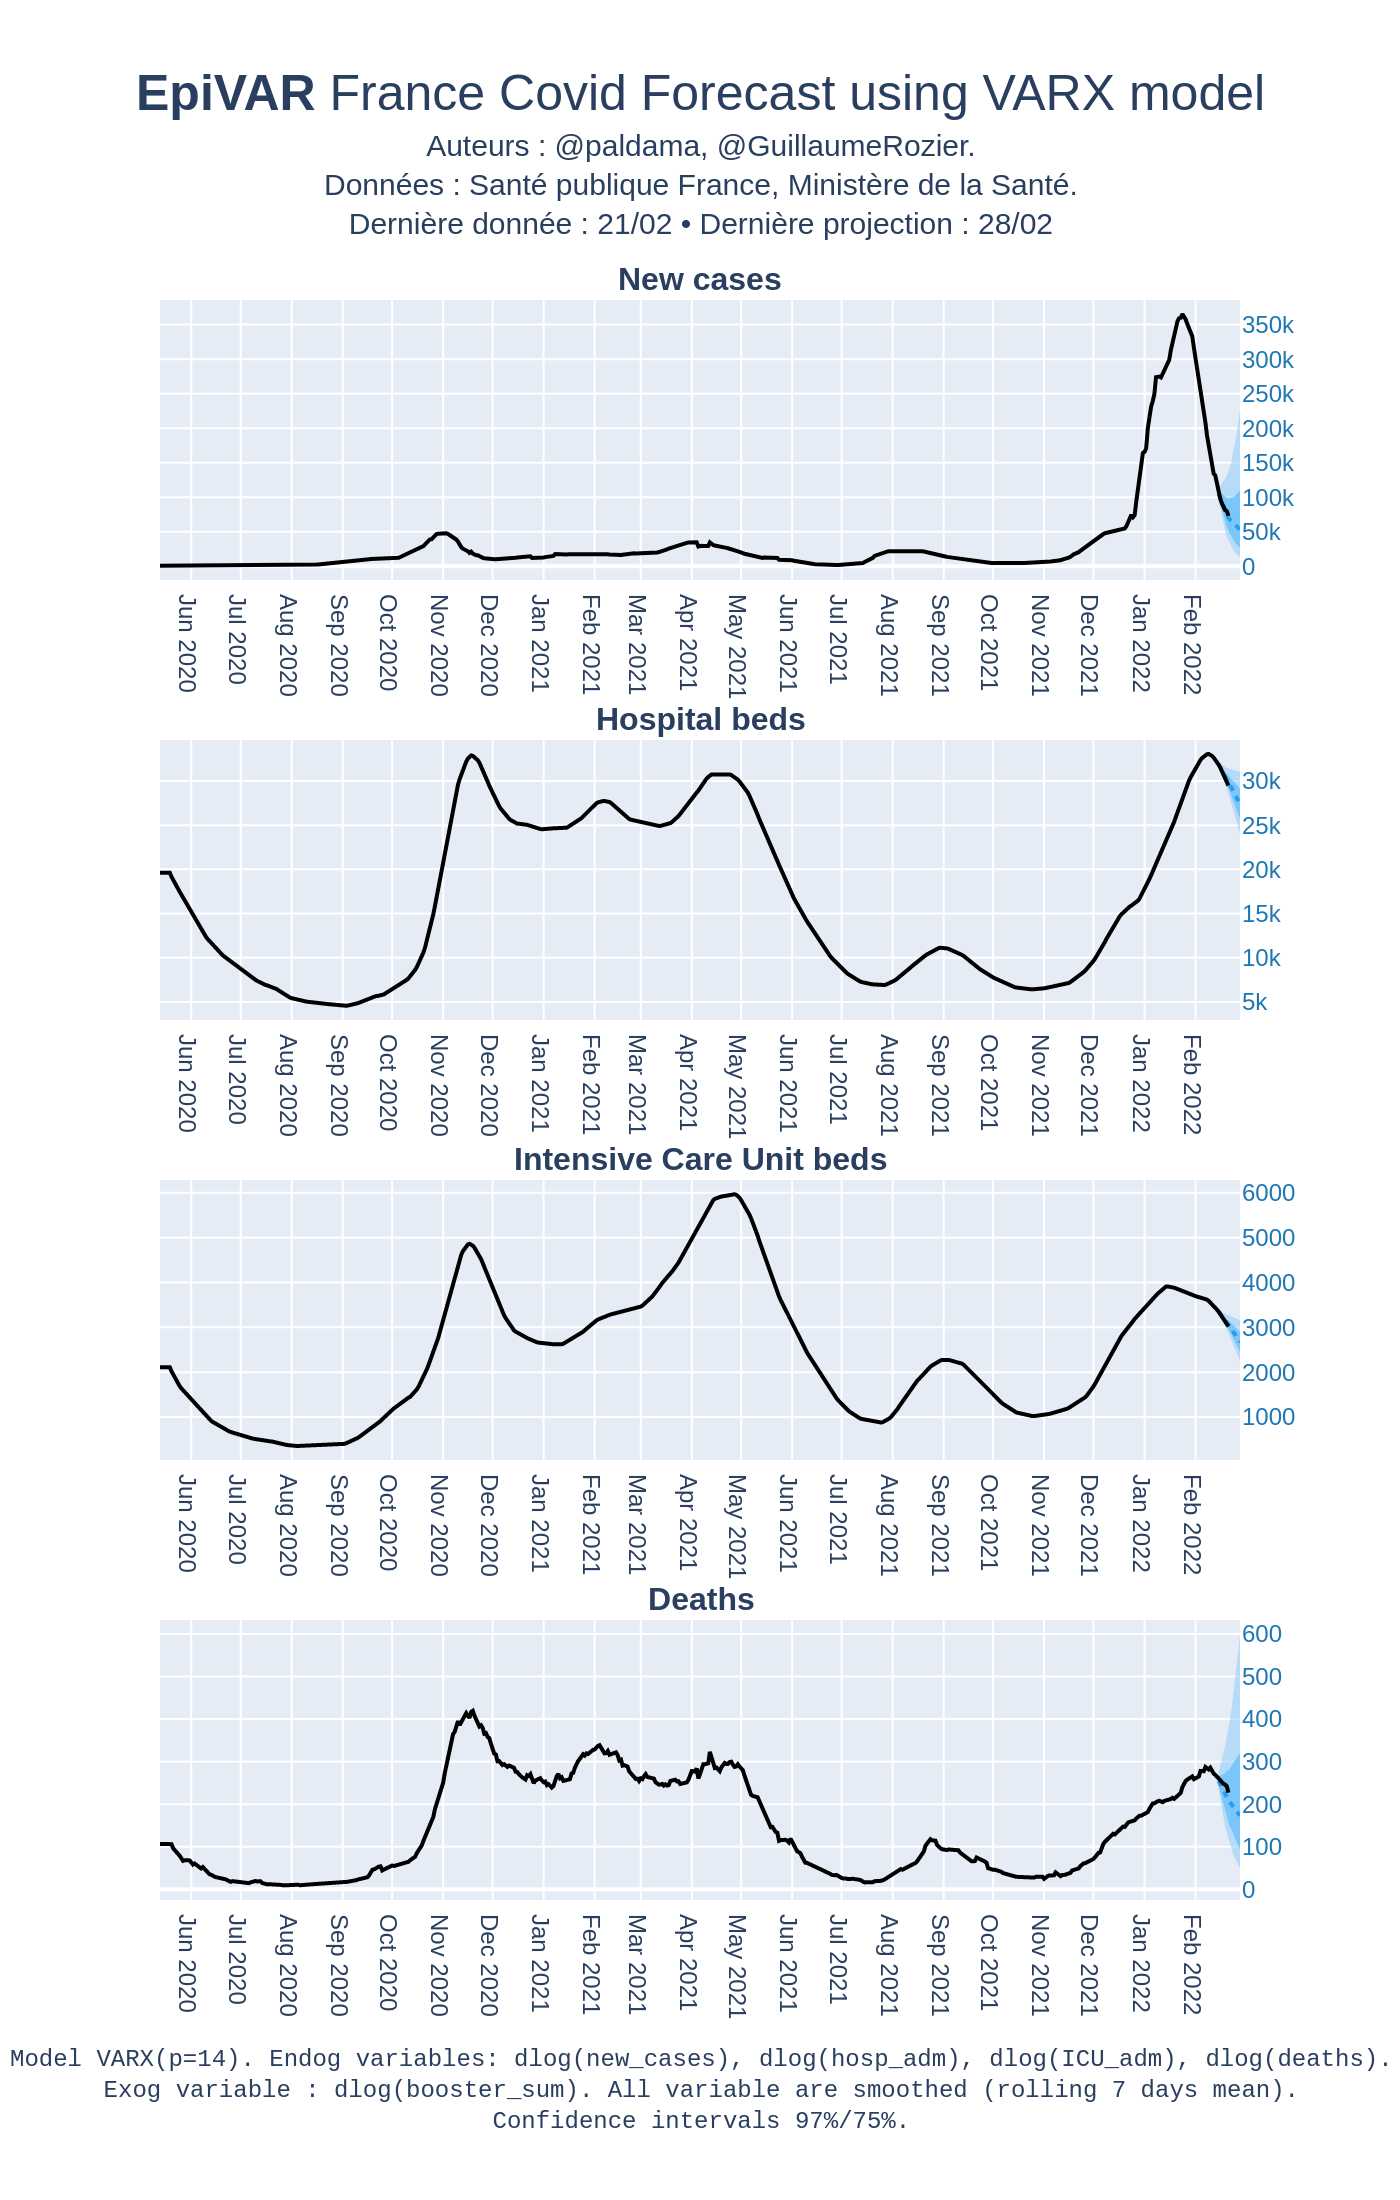 EpiVAR France Covid Forecast using VARX model
Auteurs : @paldama, @GuillaumeRozier.
Données : Santé publique France, Ministère de la Santé.
Dernière donnée : 21/02 • Dernière projection : 28/02
New cases
350k
300k
250k
200k
150k
100k
50k
0
Jun 2020
Jul 2020
Aug 2020
Sep 2020
Oct 2020
Nov 2020
Dec 2020
Jan 2021
Feb 2021
Mar 2021
Apr 2021
May 2021
Jun 2021
Jul 2021
Aug 2021
Sep 2021
Oct 2021
Nov 2021
Dec 2021
Jan 2022
Feb 2022
Hospital beds
30k
25k
20k
15k
10k
5k
Jun 2020
Jul 2020
Aug 2020
Sep 2020
Oct 2020
Nov 2020
Dec 2020
Jan 2021
Feb 2021
Mar 2021
Apr 2021
May 2021
Jun 2021
Jul 2021
Aug 2021
Sep 2021
Oct 2021
Nov 2021
Dec 2021
Jan 2022
Feb 2022
Intensive Care Unit beds
6000
5000
4000
3000
2000
1000
Jun 2020
Jul 2020
Aug 2020
Sep 2020
Oct 2020
Nov 2020
Dec 2020
Jan 2021
Feb 2021
Mar 2021
Apr 2021
May 2021
Jun 2021
Jul 2021
Aug 2021
Sep 2021
Oct 2021
Nov 2021
Dec 2021
Jan 2022
Feb 2022
Deaths
600
500
400
300
200
100
0
Jun 2020
Jul 2020
Aug 2020
Sep 2020
Oct 2020
Nov 2020
Dec 2020
Jan 2021
Feb 2021
Mar 2021
Apr 2021
May 2021
Jun 2021
Jul 2021
Aug 2021
Sep 2021
Oct 2021
Nov 2021
Dec 2021
Jan 2022
Feb 2022
Model VARX(p=14). Endog variables: dlog(new_cases), dlog(hosp_adm), dlog(ICU_adm), dlog(deaths).
Exog variable : dlog(booster_sum). All variable are smoothed (rolling 7 days mean).
Confidence intervals 97%/75%.